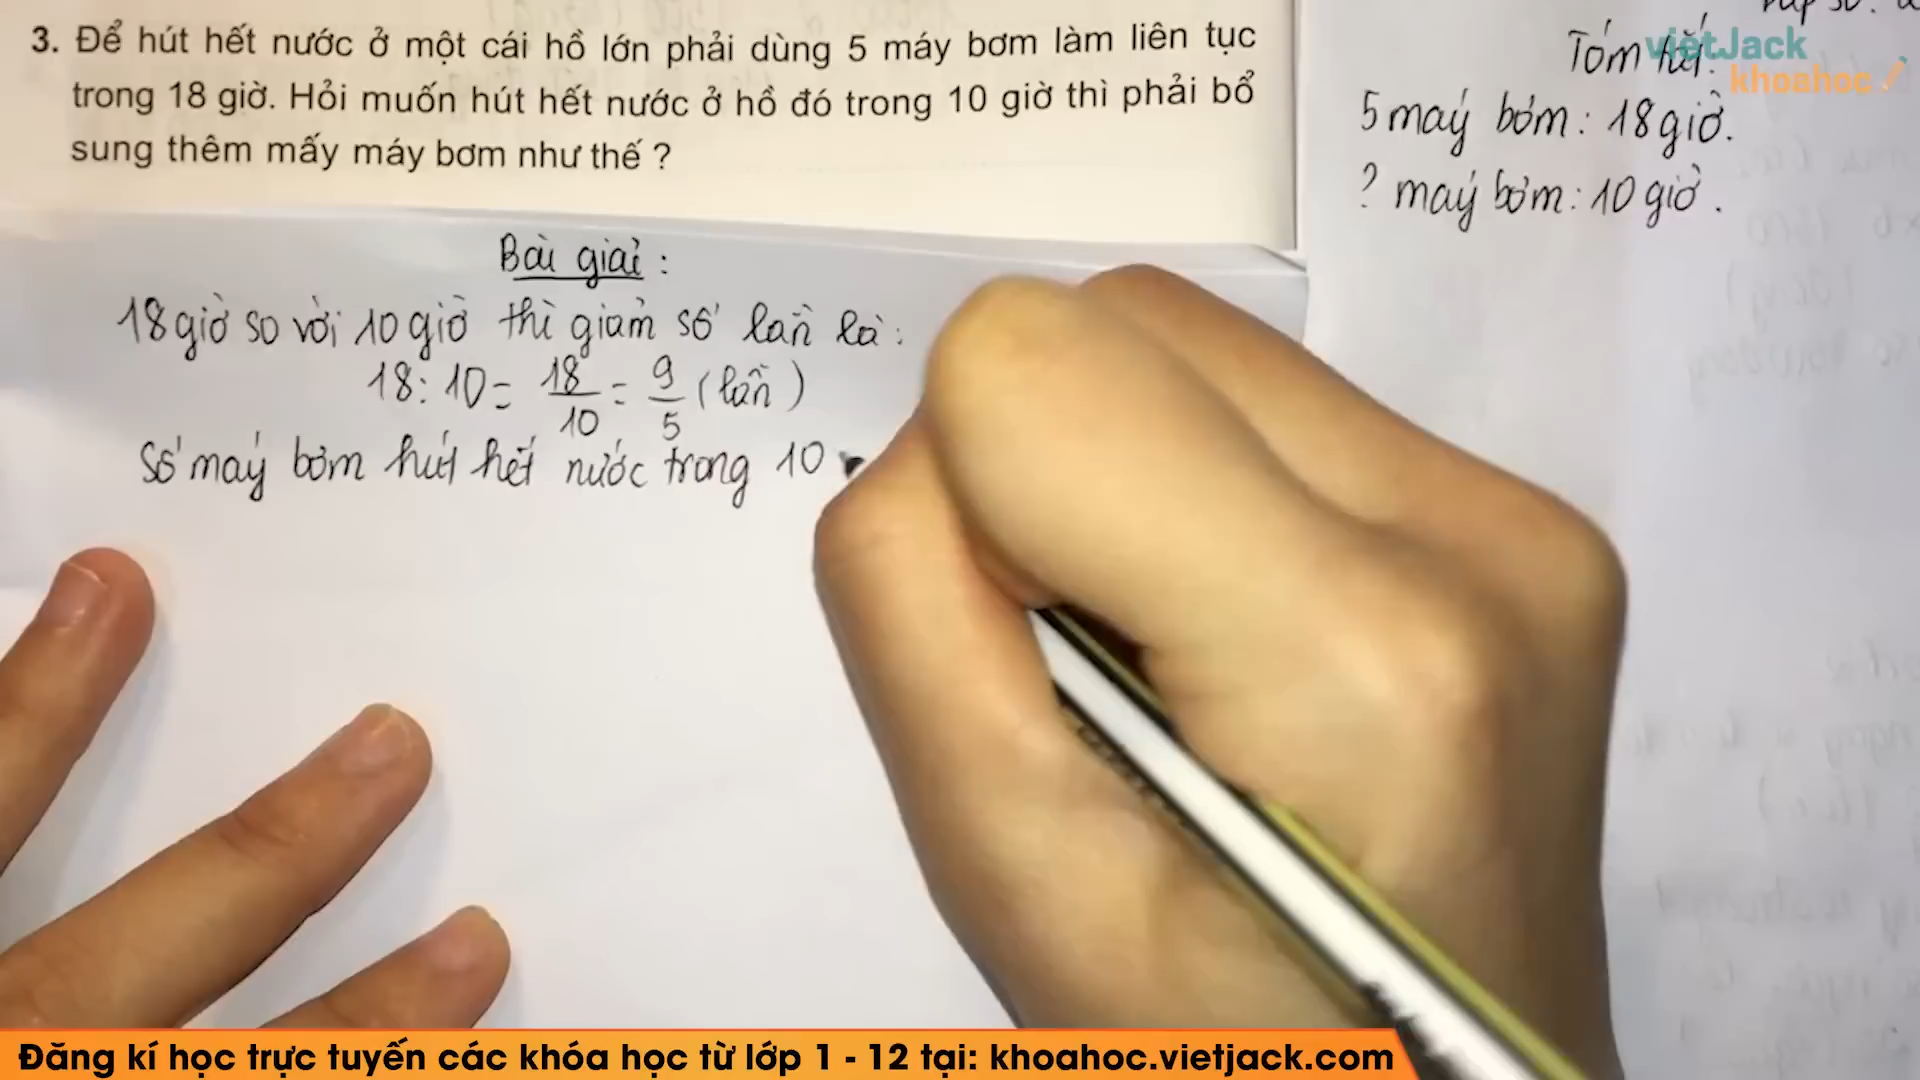 3. Để hút hết nước ở một cái hồ lớn phải dùng 5 máy bơm làm liên tục
trong 18 giờ. Hỏi muốn hút hết nước ở hồ đó trong 10 giờ thì phải bổ
sung thêm mấy máy bơm như thế ?
Tóm tắt:
vietJack
khoahoc
5 máy bơm: 18 giờ.
? máy bơm: 10 giờ.
Bài giải:
18 giờ so với 10 giờ thì giảm số lần là:
18: 10 = 18/10 = 9/5 (lần)
Số máy bơm hút hết nước trong 10
Đăng kí học trực tuyến các khóa học từ lớp 1 - 12 tại: khoahoc.vietjack.com